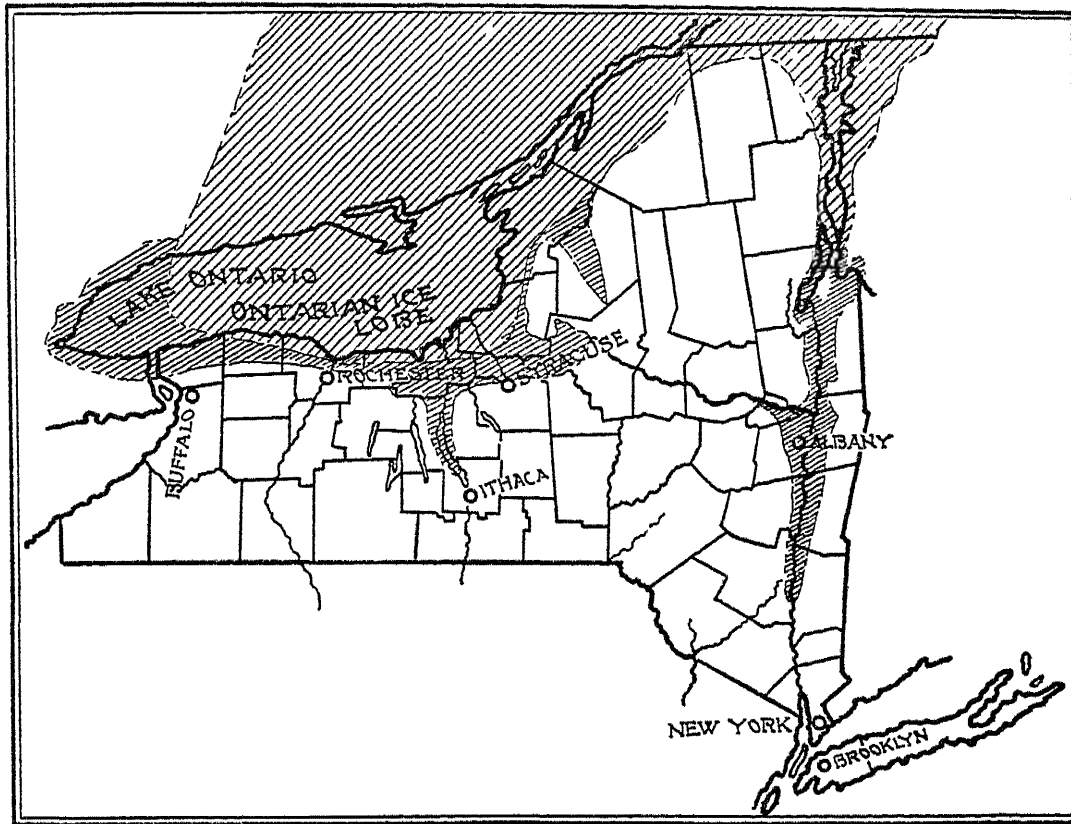 LAKE ONTARIO
ONTARIAN ICE
LOBE
ROCHESTER
SYRACUSE
BUFFALO
ALBANY
ITHACA
NEW YORK
BROOKLYN